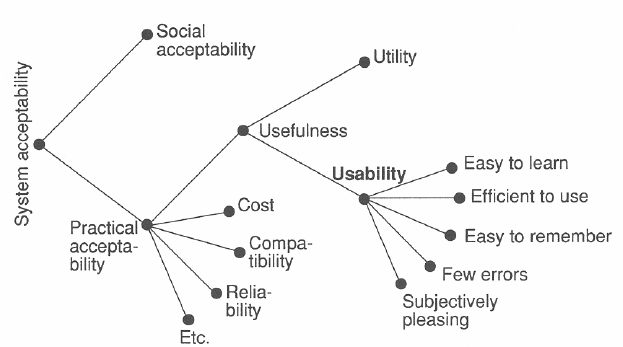 System acceptability
Social
acceptability
Utility
Usefulness
Usability
Easy to learn
Efficient to use
Easy to remember
Few errors
Subjectively
pleasing
Practical
accepta-
bility
Cost
Compa-
tibility
Relia-
bility
Etc.